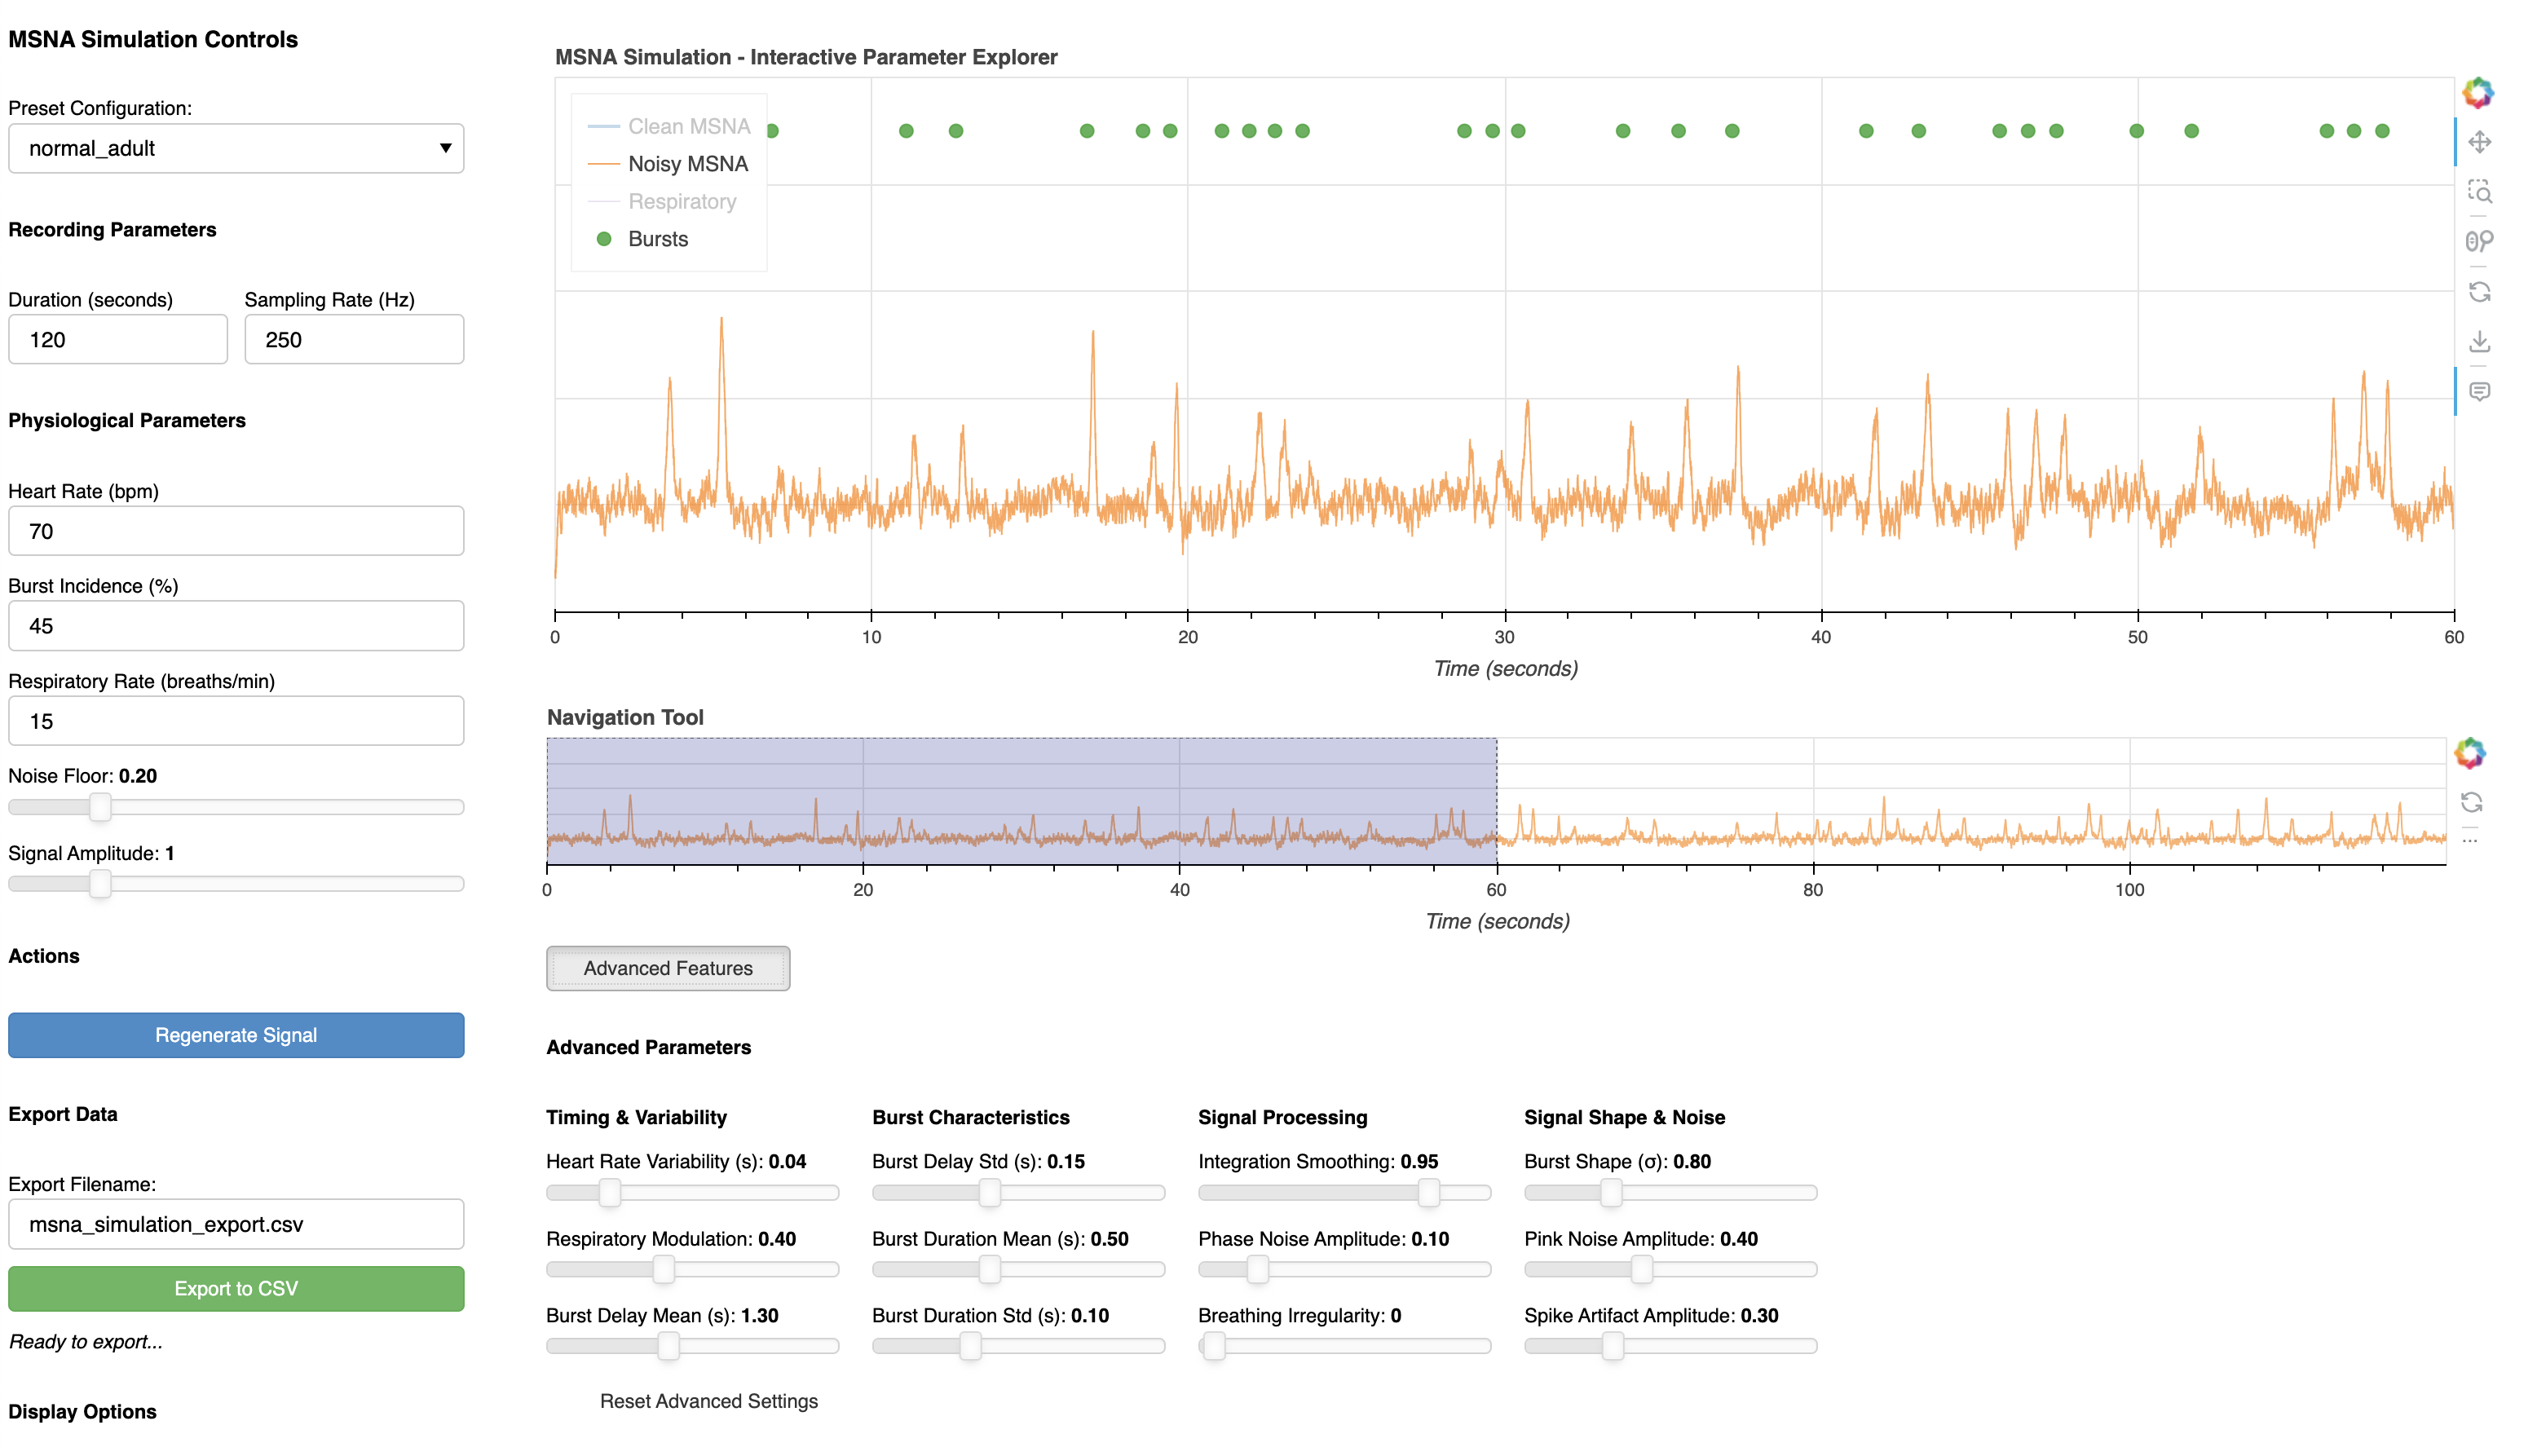 MSNA Simulation Controls
Preset Configuration:
normal_adult
Recording Parameters
Duration (seconds) Sampling Rate (Hz)
120 250
Physiological Parameters
Heart Rate (bpm)
70
Burst Incidence (%)
45
Respiratory Rate (breaths/min)
15
Noise Floor: 0.20
Signal Amplitude: 1
Actions
Regenerate Signal
Export Data
Export Filename:
msna_simulation_export.csv
Export to CSV
Ready to export...
Display Options
MSNA Simulation - Interactive Parameter Explorer
Clean MSNA
Noisy MSNA
Respiratory
Bursts
0 10 20 30 40 50 60
Time (seconds)
Navigation Tool
0 20 40 60 80 100
Time (seconds)
Advanced Features
Advanced Parameters
Timing & Variability
Heart Rate Variability (s): 0.04
Respiratory Modulation: 0.40
Burst Delay Mean (s): 1.30
Burst Characteristics
Burst Delay Std (s): 0.15
Burst Duration Mean (s): 0.50
Burst Duration Std (s): 0.10
Signal Processing
Integration Smoothing: 0.95
Phase Noise Amplitude: 0.10
Breathing Irregularity: 0
Signal Shape & Noise
Burst Shape (σ): 0.80
Pink Noise Amplitude: 0.40
Spike Artifact Amplitude: 0.30
Reset Advanced Settings